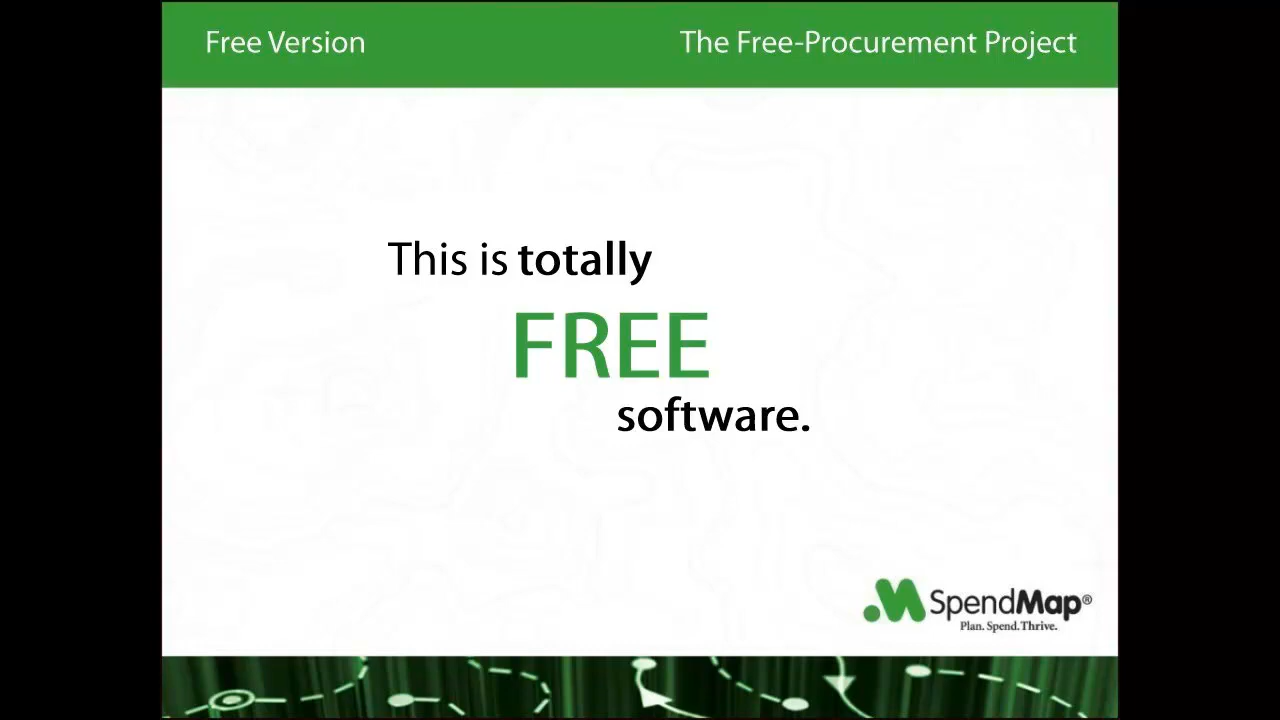 Free Version
The Free-Procurement Project
This is totally
FREE
software.
SpendMap®
Plan. Spend. Thrive.